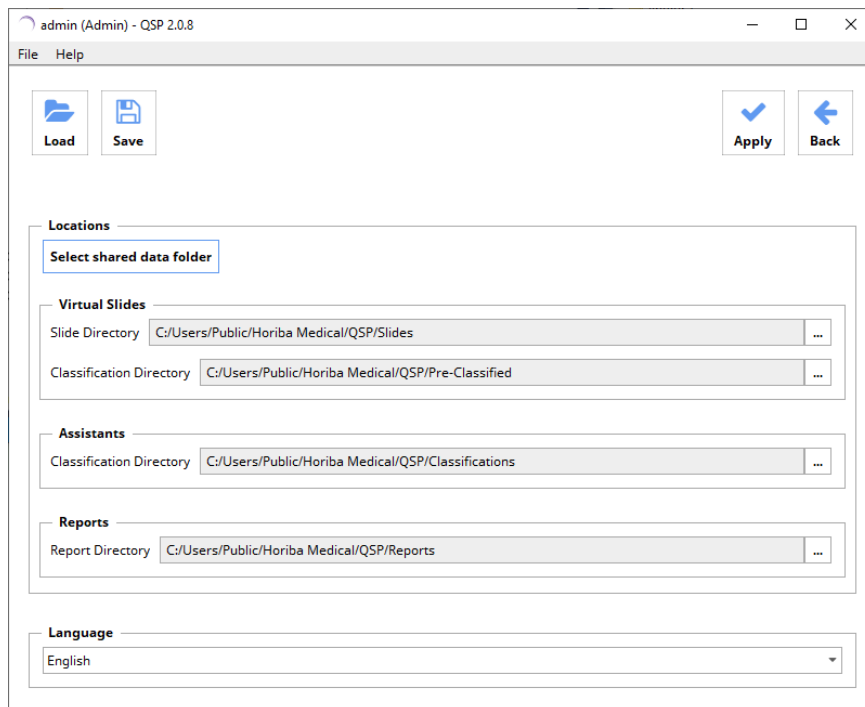 admin (Admin) - QSP 2.0.8
File Help
Load Save Apply Back
Locations
Select shared data folder
Virtual Slides
Slide Directory C:/Users/Public/Horiba Medical/QSP/Slides ...
Classification Directory C:/Users/Public/Horiba Medical/QSP/Pre-Classified ...
Assistants
Classification Directory C:/Users/Public/Horiba Medical/QSP/Classifications ...
Reports
Report Directory C:/Users/Public/Horiba Medical/QSP/Reports ...
Language
English